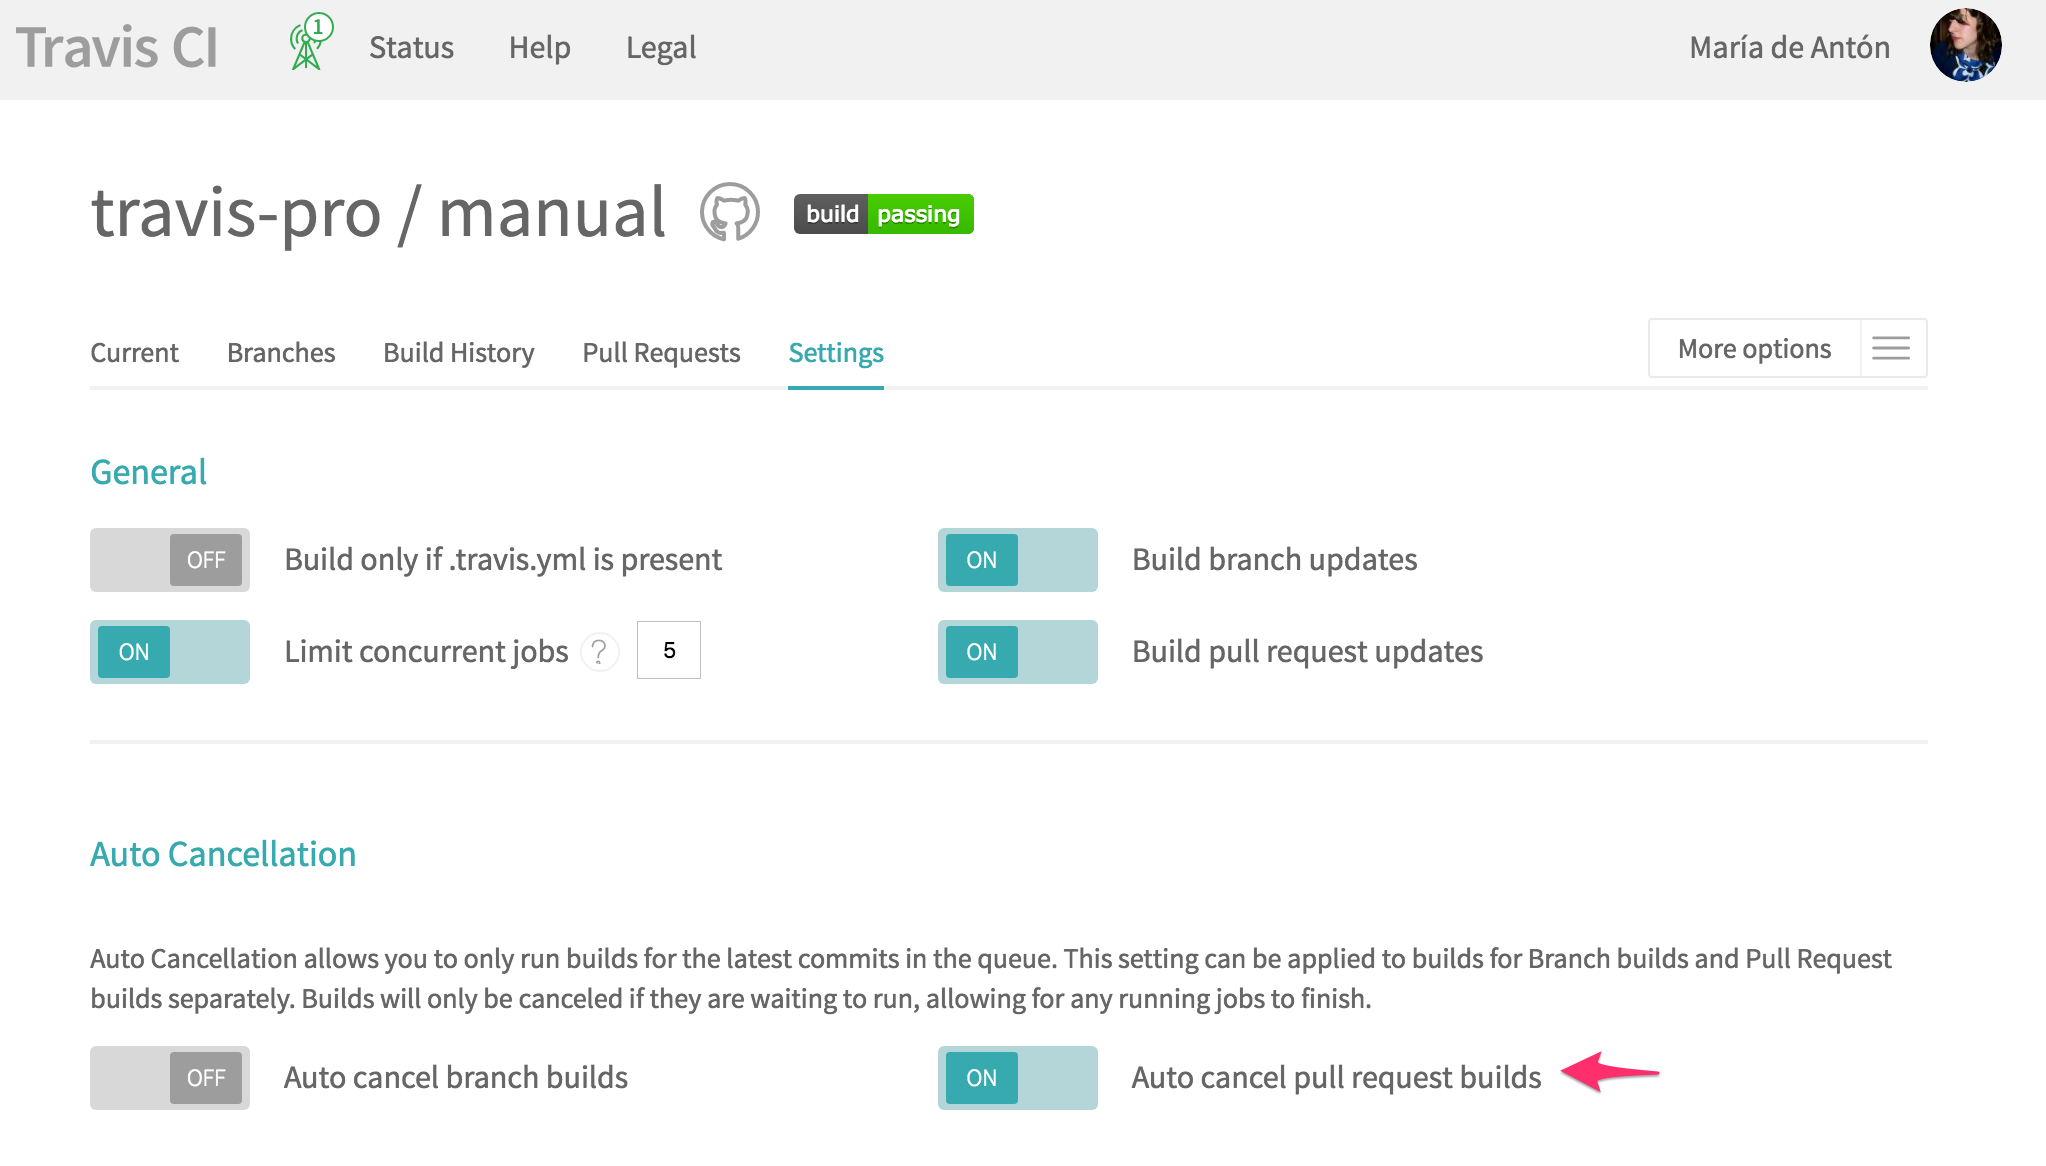 Travis CI
1
Status
Help
Legal
María de Antón
travis-pro / manual
build passing
Current
Branches
Build History
Pull Requests
Settings
More options
General
OFF
Build only if .travis.yml is present
ON
Build branch updates
ON
Limit concurrent jobs
?
5
ON
Build pull request updates
Auto Cancellation
Auto Cancellation allows you to only run builds for the latest commits in the queue. This setting can be applied to builds for Branch builds and Pull Request
builds separately. Builds will only be canceled if they are waiting to run, allowing for any running jobs to finish.
OFF
Auto cancel branch builds
ON
Auto cancel pull request builds